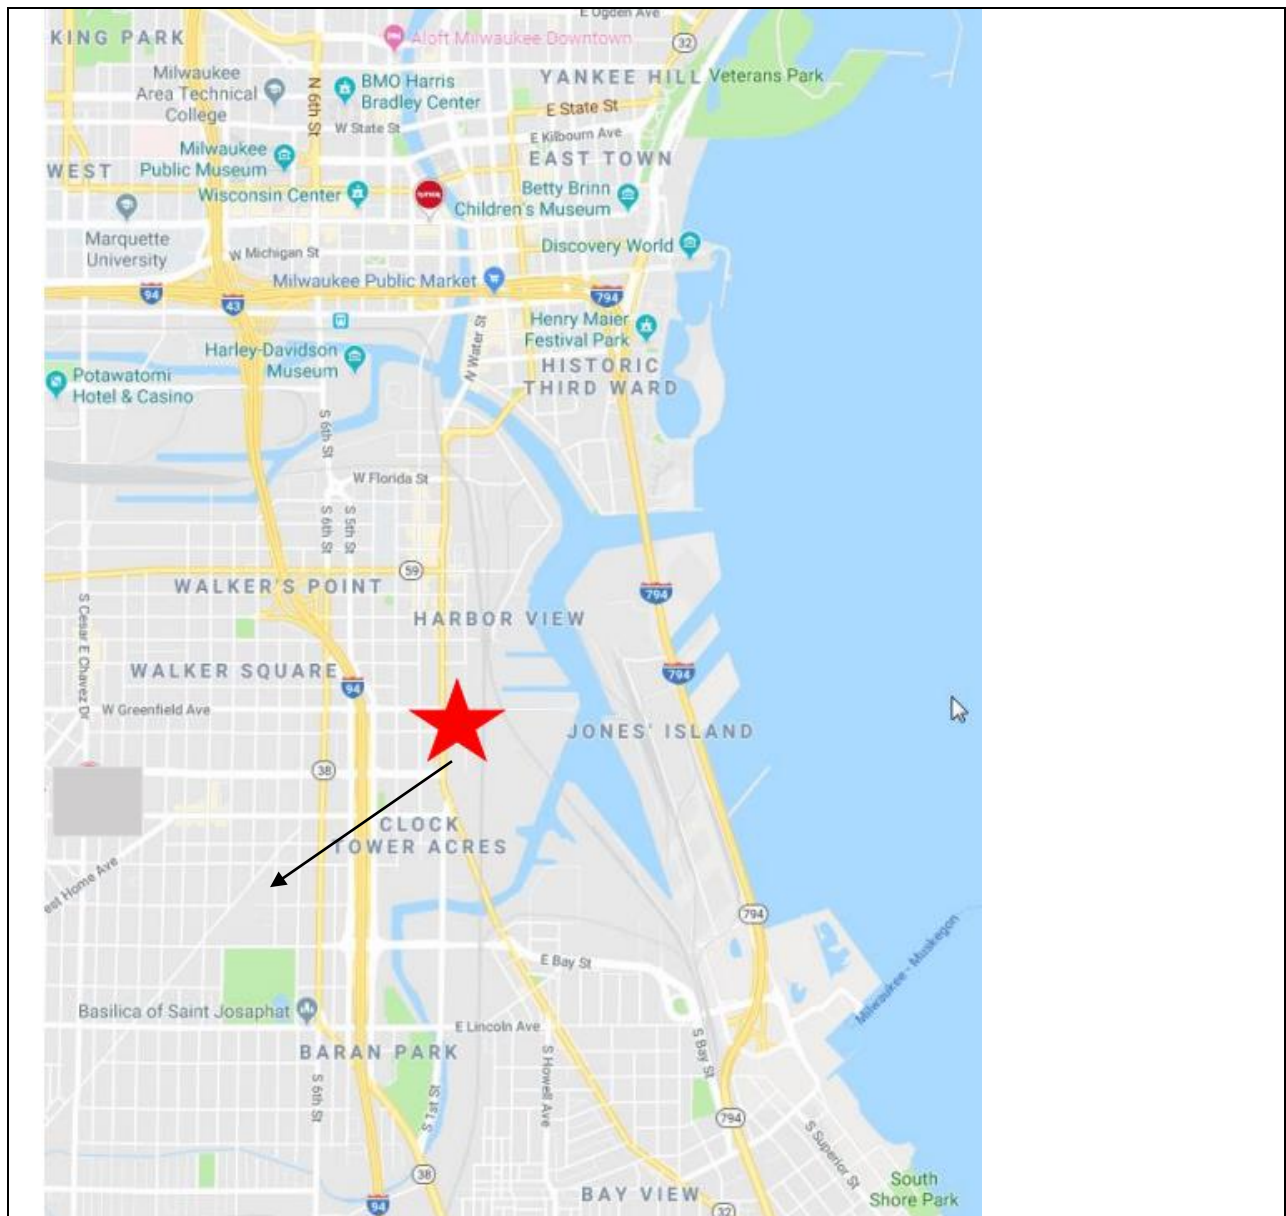 E Ogden Ave
KING PARK
Aloft Milwaukee Downtown
32
Milwaukee
Area Technical
College
N 6th St
BMO Harris
Bradley Center
YANKEE HILL
Veterans Park
E State St
W State St
E Kilbourn Ave
Milwaukee
Public Museum
EAST TOWN
WEST
Wisconsin Center
Betty Brinn
Children's Museum
Marquette
University
W Michigan St
Discovery World
Milwaukee Public Market
94
43
794
Henry Maier
Festival Park
N Water St
Harley-Davidson
Museum
HISTORIC
THIRD WARD
Potawatomi
Hotel & Casino
S 6th St
W Florida St
S 6th St
S 5th St
59
WALKER'S POINT
794
S Cesar E Chavez Dr
HARBOR VIEW
WALKER SQUARE
94
794
W Greenfield Ave
JONES' ISLAND
38
CLOCK
TOWER ACRES
est Home Ave
794
Milwaukee - Muskegon
E Bay St
Basilica of Saint Josaphat
E Lincoln Ave
BARAN PARK
S Bay St
S Howell Ave
S 6th St
S 1st St
794
S Superior St
38
South
Shore Park
BAY VIEW
94
32